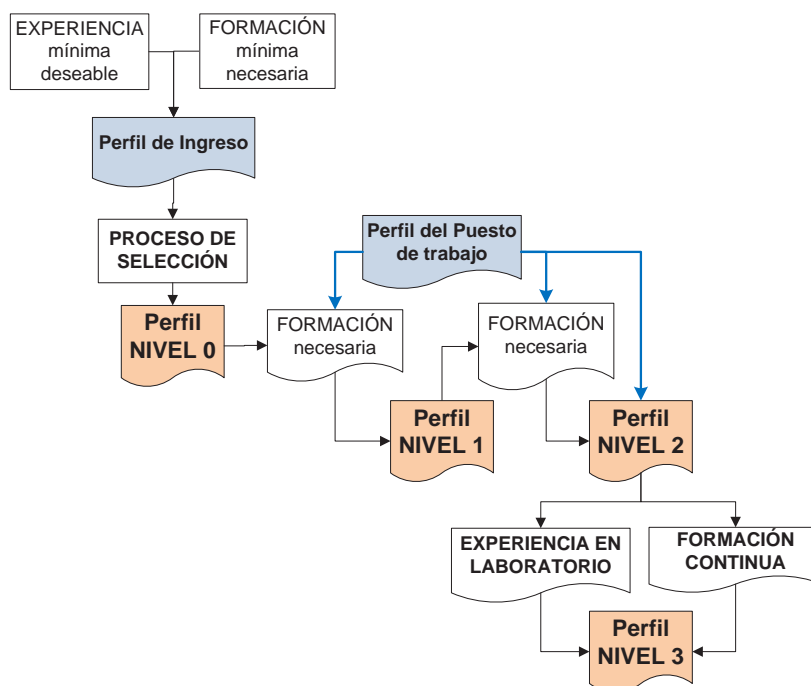 EXPERIENCIA
mínima
deseable
FORMACIÓN
mínima
necesaria
Perfil de Ingreso
PROCESO DE
SELECCIÓN
Perfil del Puesto
de trabajo
Perfil
NIVEL 0
FORMACIÓN
necesaria
FORMACIÓN
necesaria
Perfil
NIVEL 1
Perfil
NIVEL 2
EXPERIENCIA EN
LABORATORIO
FORMACIÓN
CONTINUA
Perfil
NIVEL 3